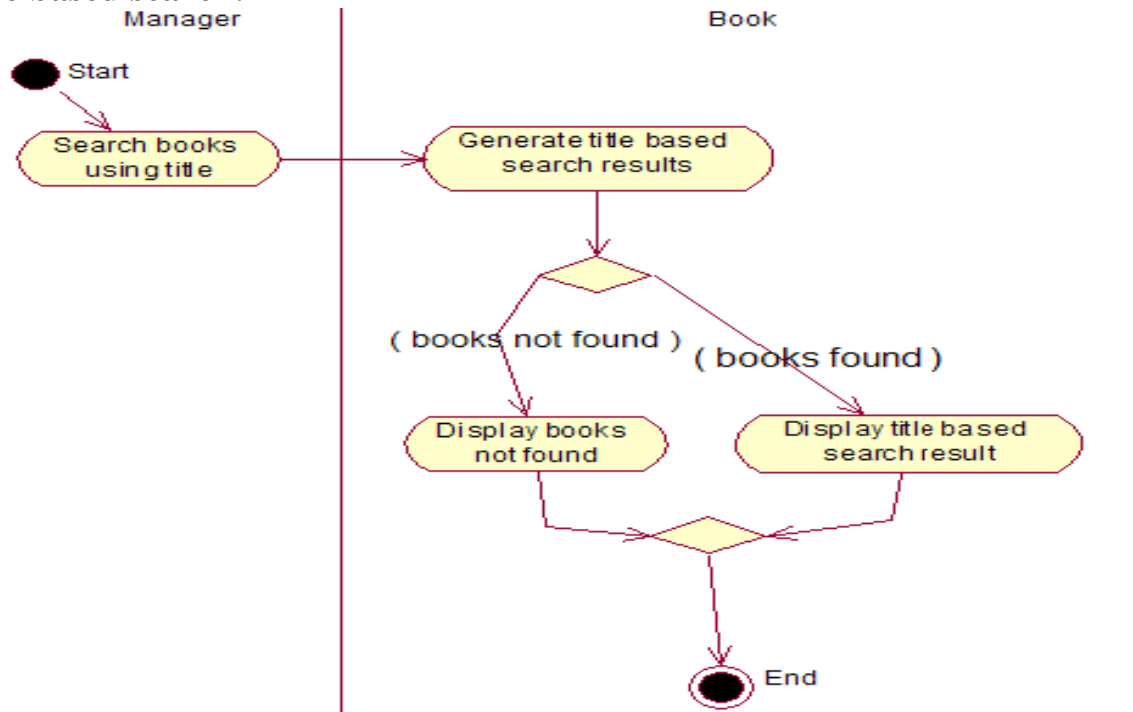 Manager
Book
Start
Search books
using title
Generate title based
search results
( books not found )
( books found )
Display books
not found
Display title based
search result
End